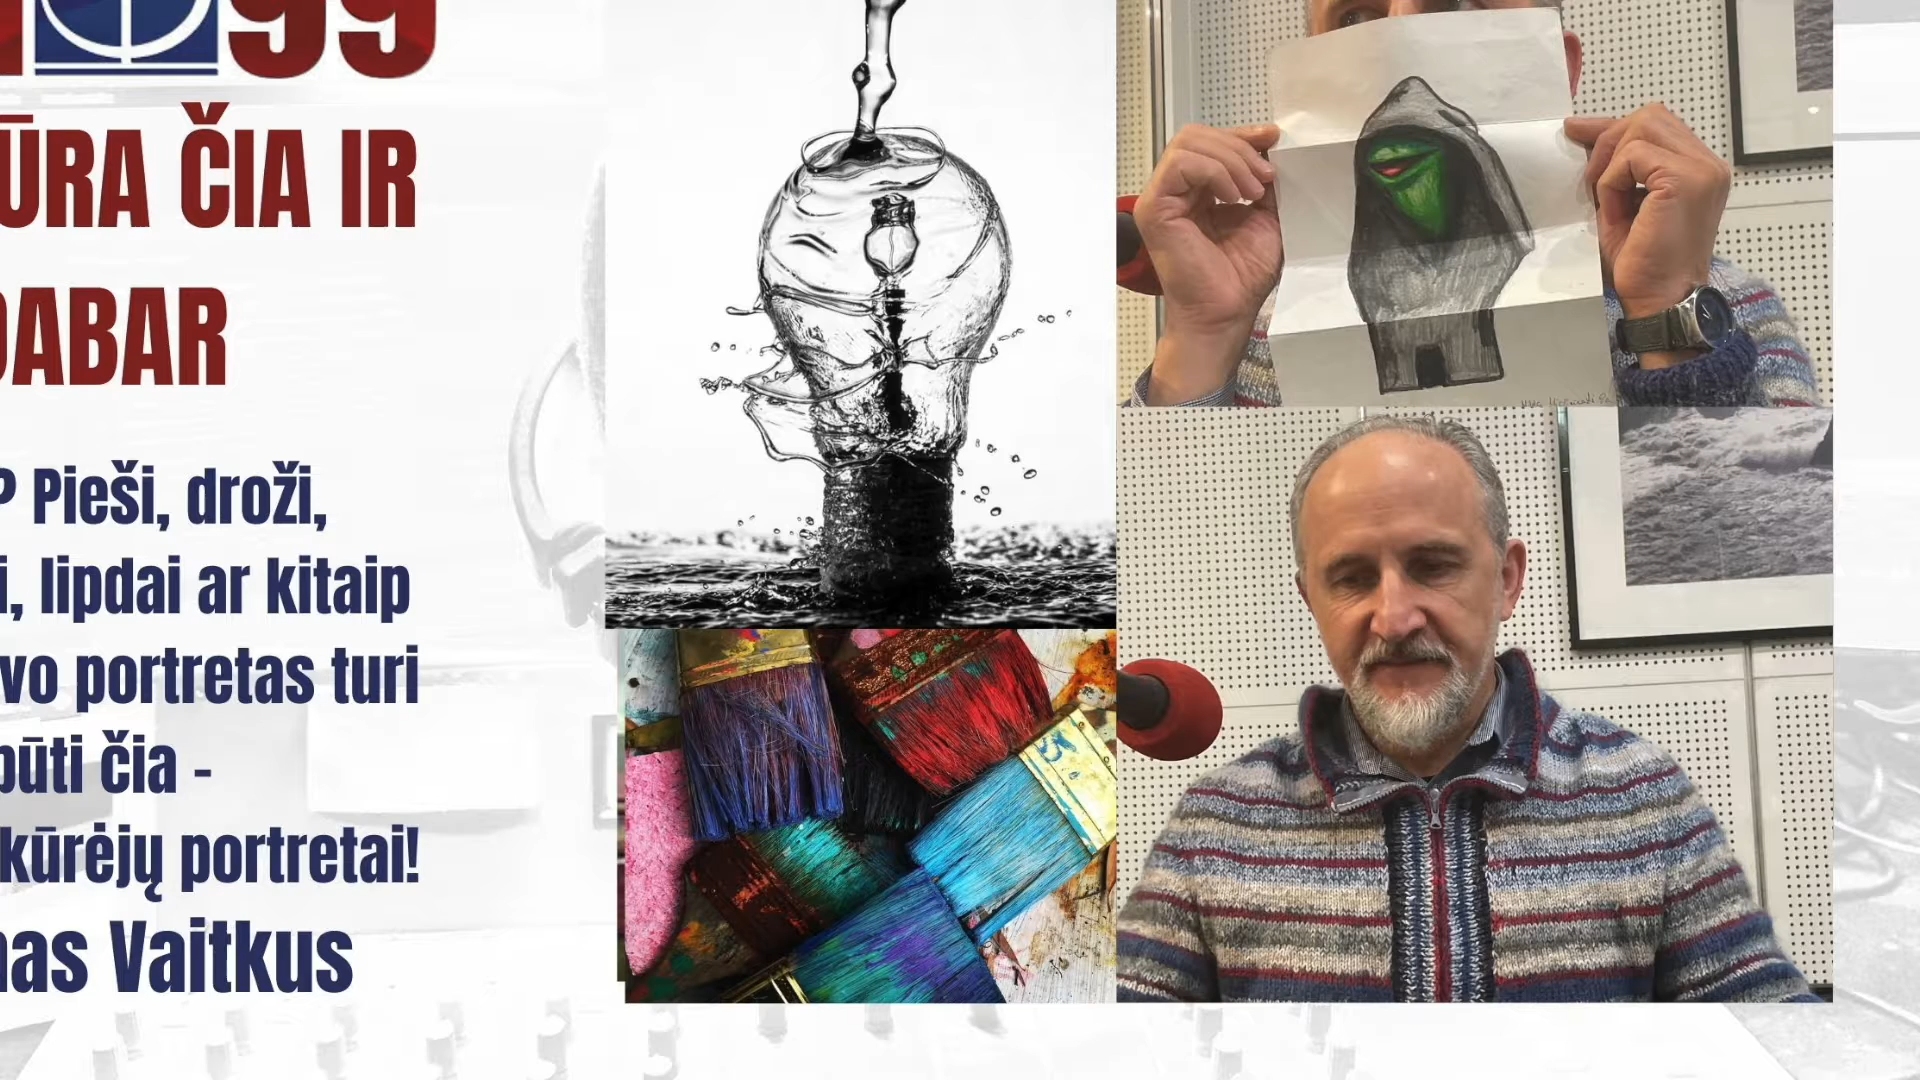 99
ŪRA ČIA IR
DABAR
P Pieši, droži,
i, lipdai ar kitaip
vo portretas turi
būti čia -
kūrėjų portretai!
nas Vaitkus